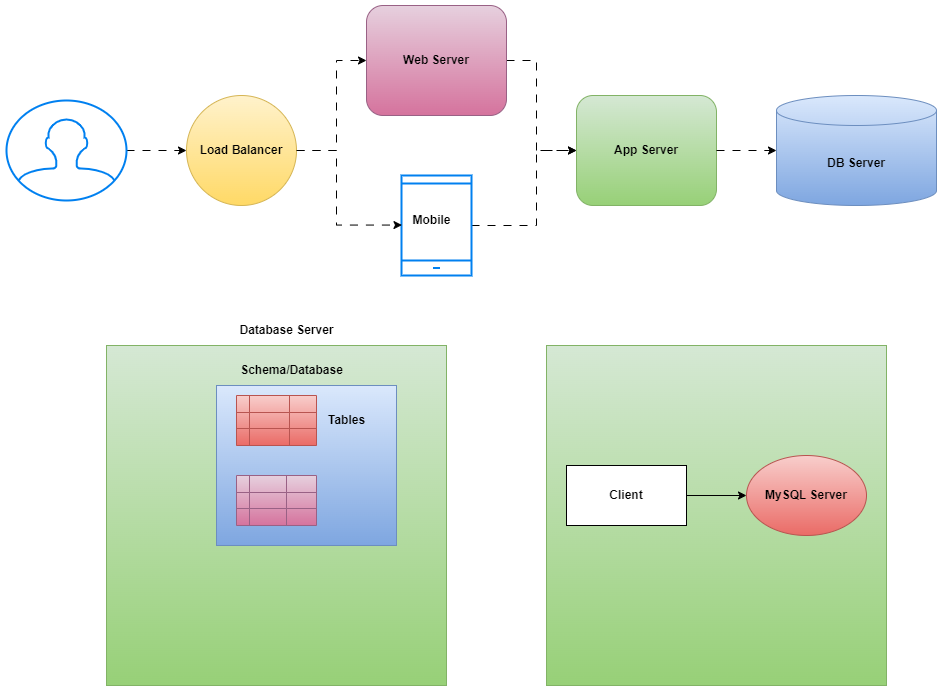 Web Server
Load Balancer
App Server
DB Server
Mobile
Database Server
Schema/Database
Tables
Client
MySQL Server